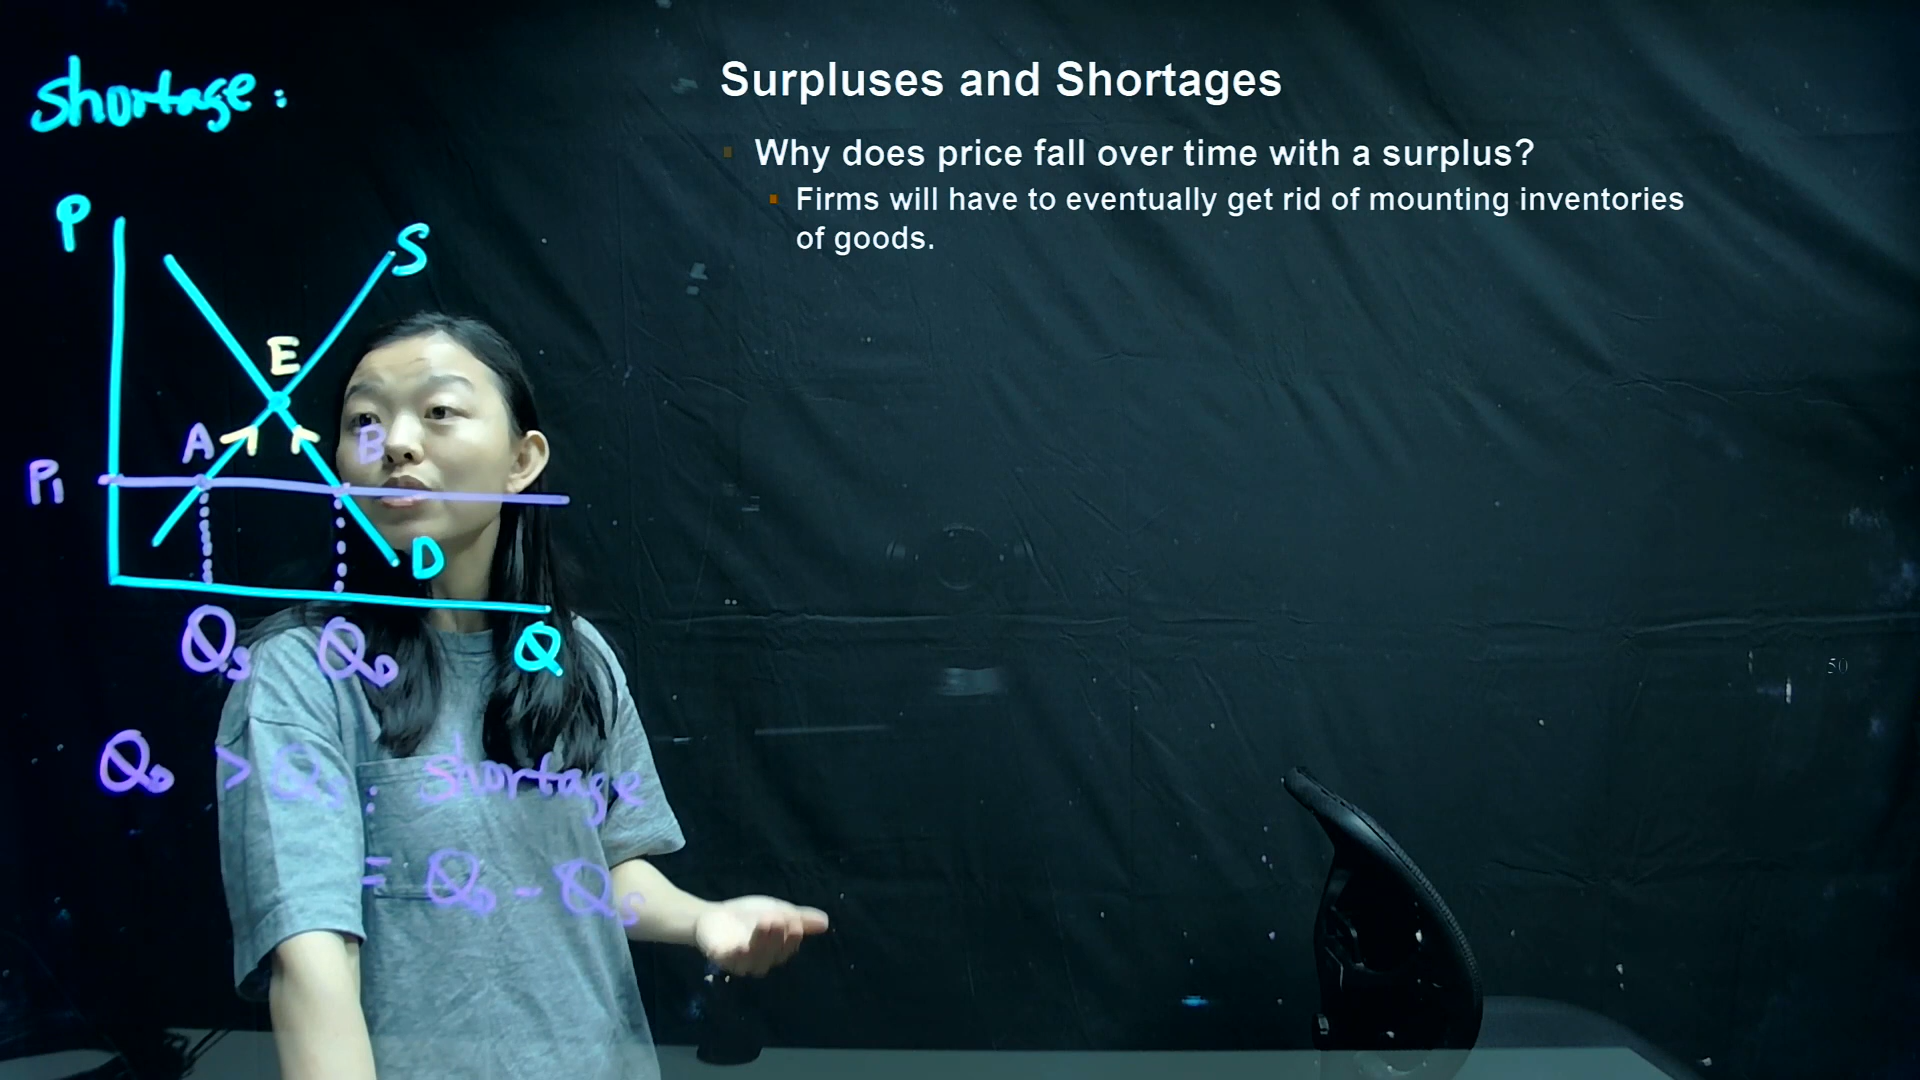 Shortage:
P
S
E
A
B
P1
D
QS
QD
Q
QD > QS : shortage
= QD - QS
Surpluses and Shortages
Why does price fall over time with a surplus?
Firms will have to eventually get rid of mounting inventories
of goods.
50